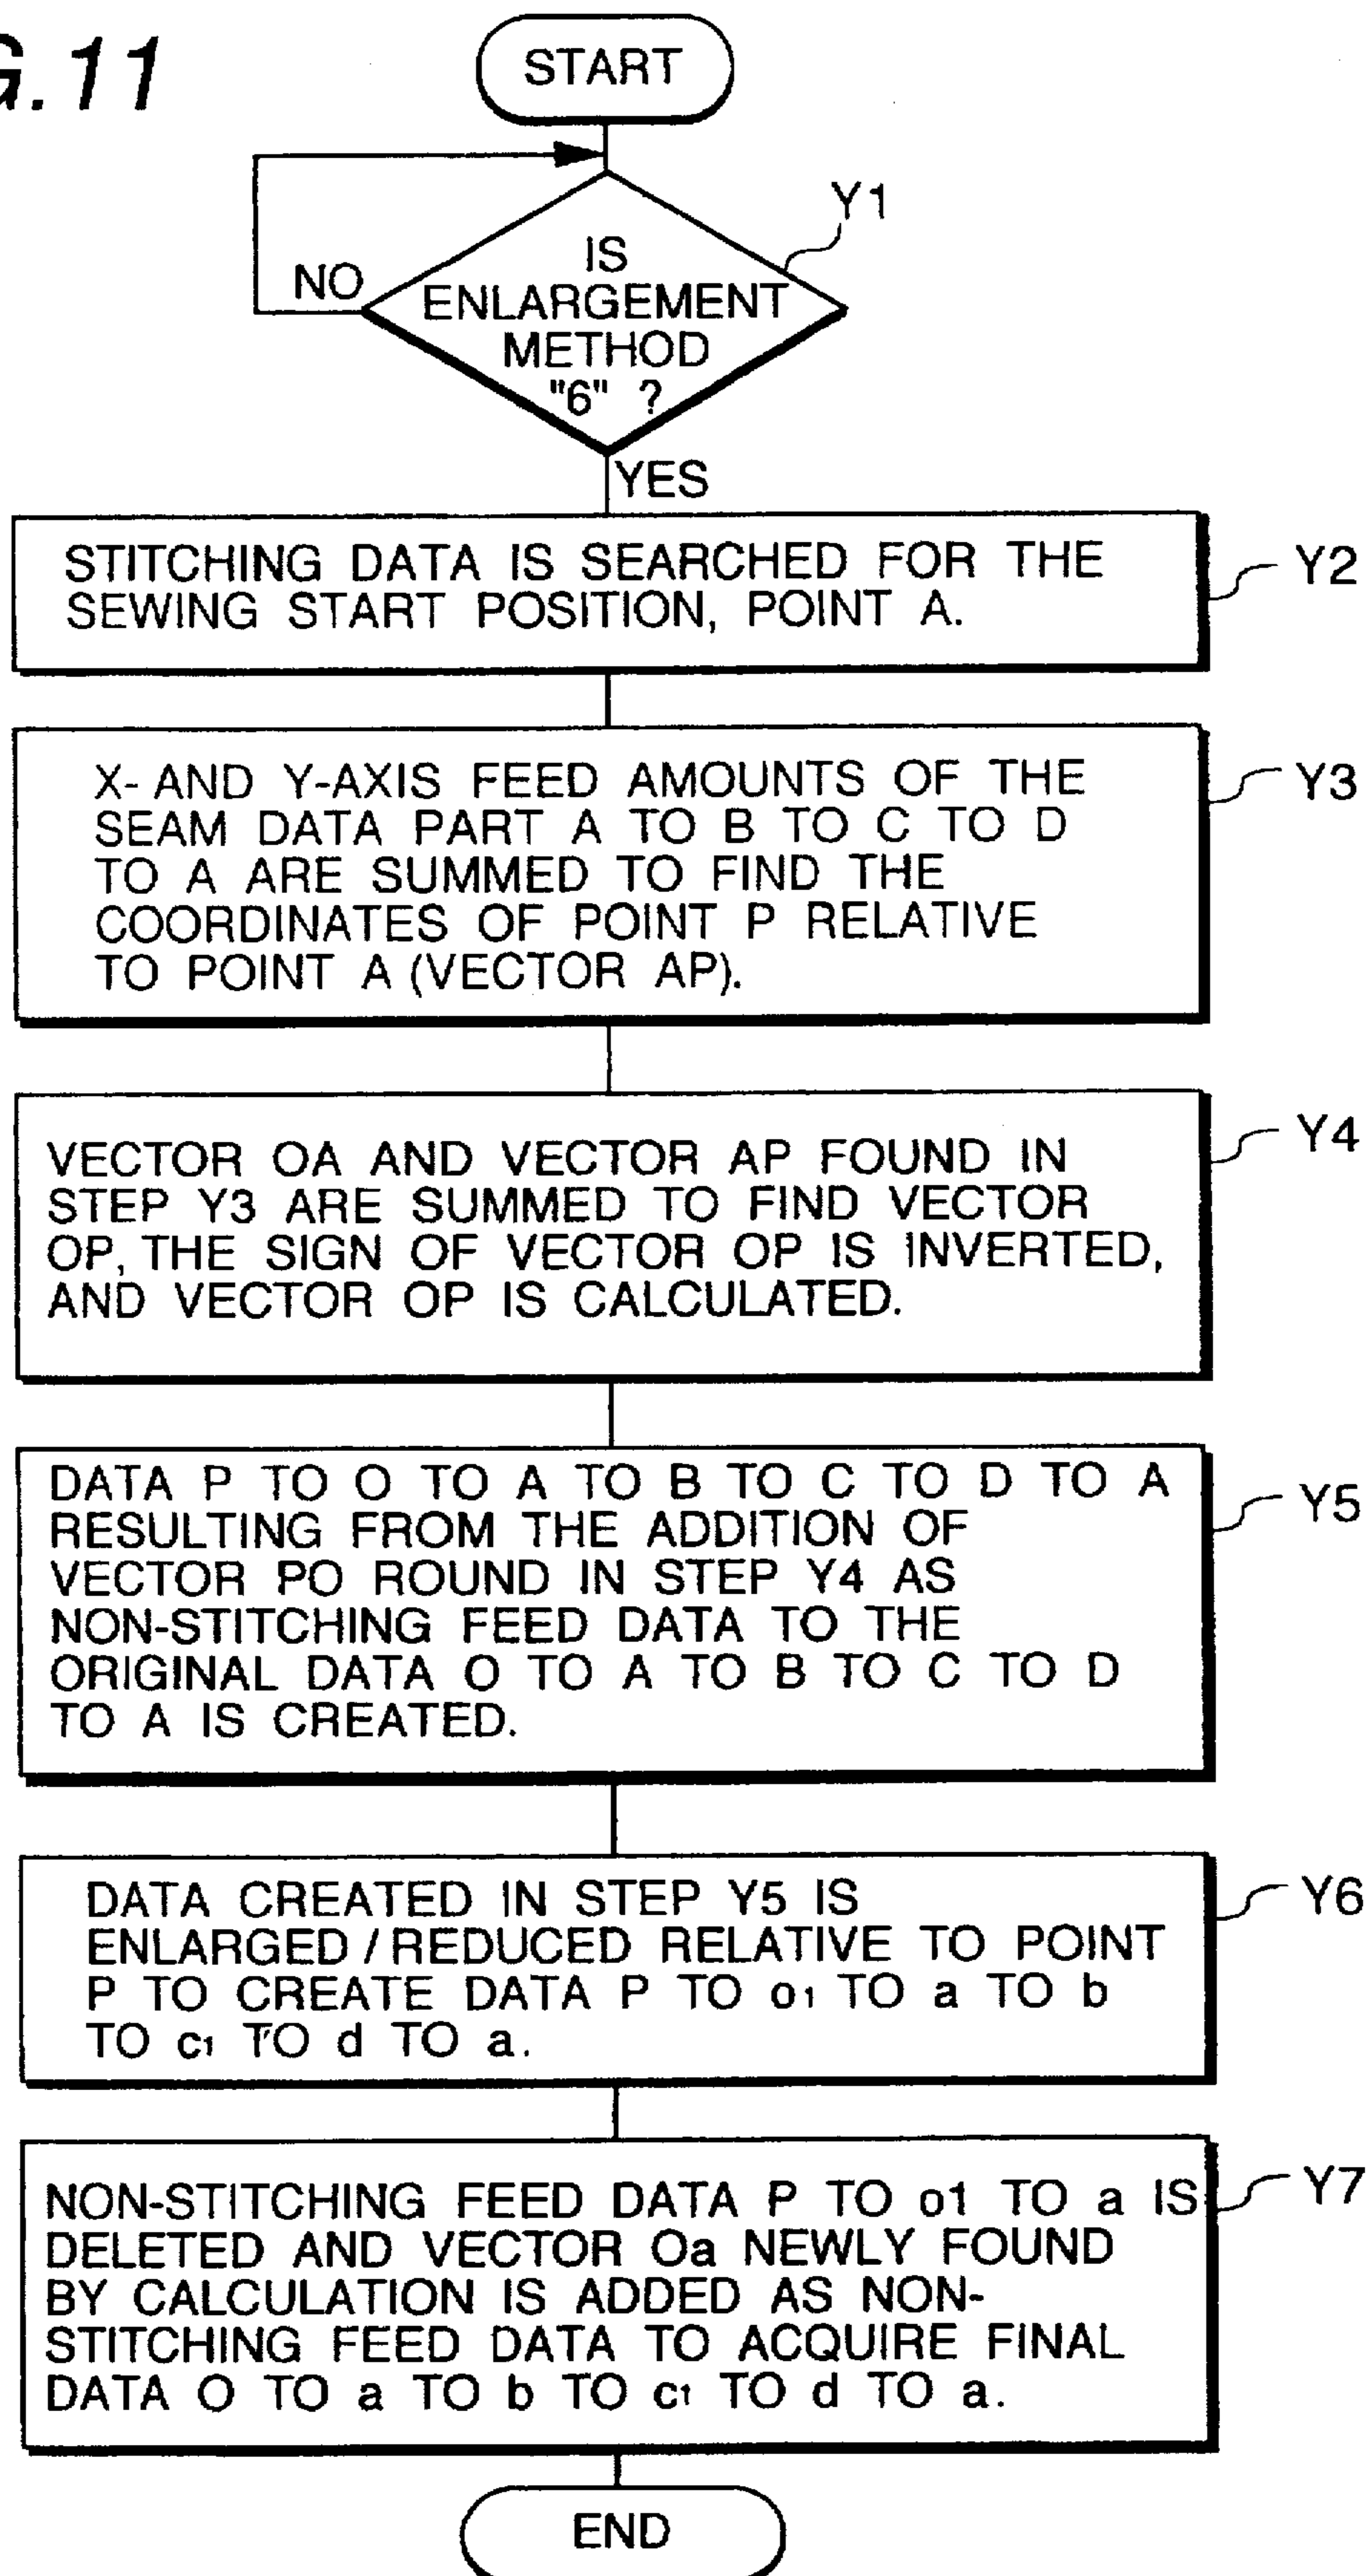 G.11
START
Y1
NO
IS
ENLARGEMENT
METHOD
"6" ?
YES
STITCHING DATA IS SEARCHED FOR THE
SEWING START POSITION, POINT A.
Y2
X- AND Y-AXIS FEED AMOUNTS OF THE
SEAM DATA PART A TO B TO C TO D
TO A ARE SUMMED TO FIND THE
COORDINATES OF POINT P RELATIVE
TO POINT A (VECTOR AP).
Y3
VECTOR OA AND VECTOR AP FOUND IN
STEP Y3 ARE SUMMED TO FIND VECTOR
OP, THE SIGN OF VECTOR OP IS INVERTED,
AND VECTOR OP IS CALCULATED.
Y4
DATA P TO O TO A TO B TO C TO D TO A
RESULTING FROM THE ADDITION OF
VECTOR PO ROUND IN STEP Y4 AS
NON-STITCHING FEED DATA TO THE
ORIGINAL DATA O TO A TO B TO C TO D
TO A IS CREATED.
Y5
DATA CREATED IN STEP Y5 IS
ENLARGED / REDUCED RELATIVE TO POINT
P TO CREATE DATA P TO o1 TO a TO b
TO c1 TO d TO a.
Y6
NON-STITCHING FEED DATA P TO o1 TO a IS
DELETED AND VECTOR Oa NEWLY FOUND
BY CALCULATION IS ADDED AS NON-
STITCHING FEED DATA TO ACQUIRE FINAL
DATA O TO a TO b TO c1 TO d TO a.
Y7
END